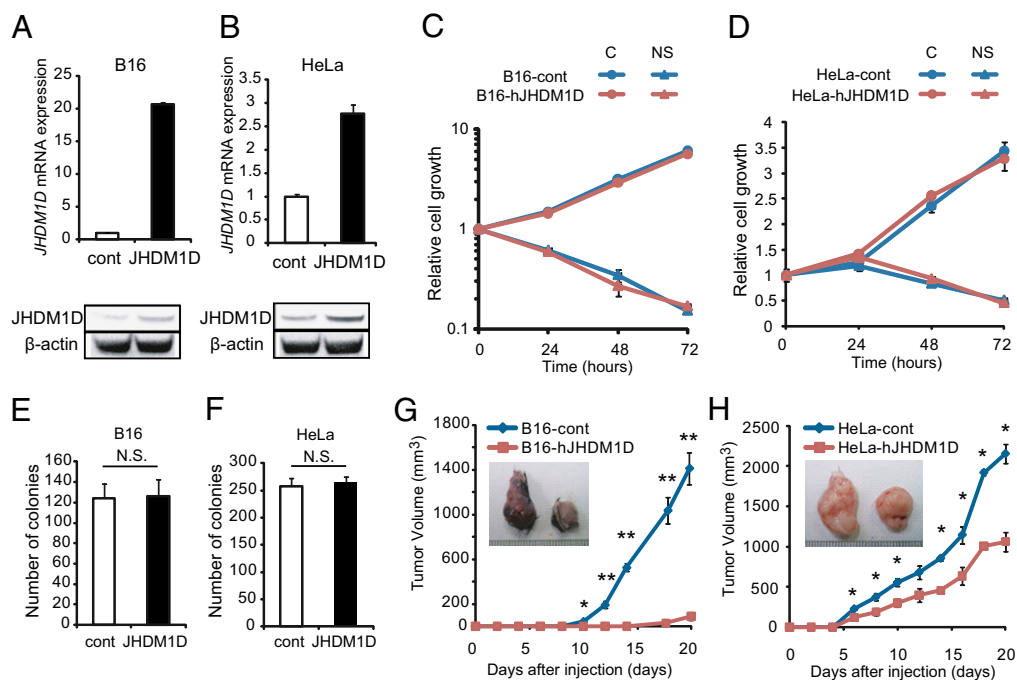 A
B16
JHDM1D mRNA expression
25
20
15
10
5
0
cont JHDM1D
JHDM1D
β-actin
B
HeLa
JHDM1D mRNA expression
3.5
3
2.5
2
1.5
1
0.5
0
cont JHDM1D
JHDM1D
β-actin
C
C NS
B16-cont
B16-hJHDM1D
Relative cell growth
10
1
0.1
0 24 48 72
Time (hours)
D
C NS
HeLa-cont
HeLa-hJHDM1D
Relative cell growth
4
3.5
3
2.5
2
1.5
1
0.5
0
0 24 48 72
Time (hours)
E
B16
N.S.
Number of colonies
160
140
120
100
80
60
40
20
0
cont JHDM1D
F
HeLa
N.S.
Number of colonies
300
250
200
150
100
50
0
cont JHDM1D
G
B16-cont
B16-hJHDM1D
Tumor Volume (mm³)
1800
1400
1000
600
400
200
0
* ** ** ** **
0 5 10 15 20
Days after injection (days)
H
HeLa-cont
HeLa-hJHDM1D
Tumor Volume (mm³)
2500
2000
1500
1000
500
0
* * * * * * *
0 5 10 15 20
Days after injection (days)